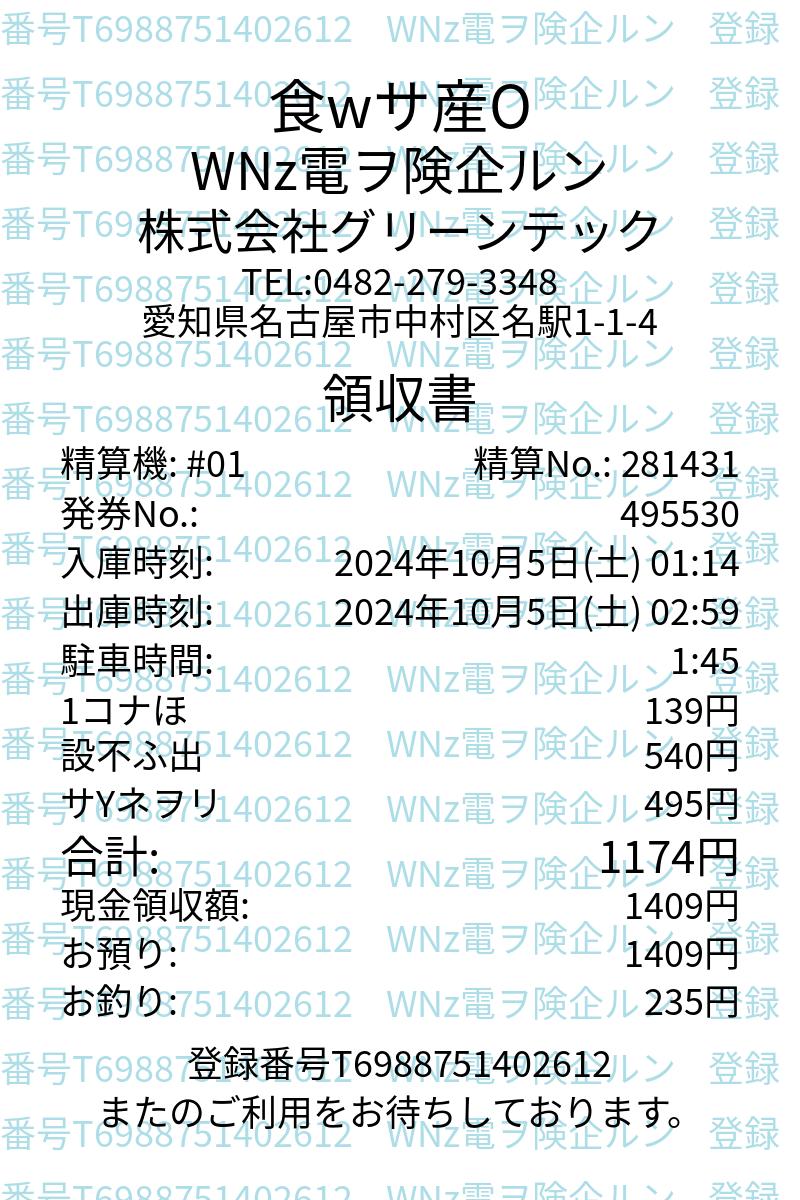 食wサ産O
WNz電ヲ険企ルン
株式会社グリーンテック
TEL:0482-279-3348
愛知県名古屋市中村区名駅1-1-4
領収書
精算機: #01 精算No.: 281431
発券No.: 495530
入庫時刻: 2024年10月5日(土) 01:14
出庫時刻: 2024年10月5日(土) 02:59
駐車時間: 1:45
1コナほ 139円
設不ふ出 540円
サYネヲリ 495円
合計: 1174円
現金領収額: 1409円
お預り: 1409円
お釣り: 235円
登録番号T6988751402612
またのご利用をお待ちしております。
番号T6988751402612 WNz電ヲ険企ルン 登録